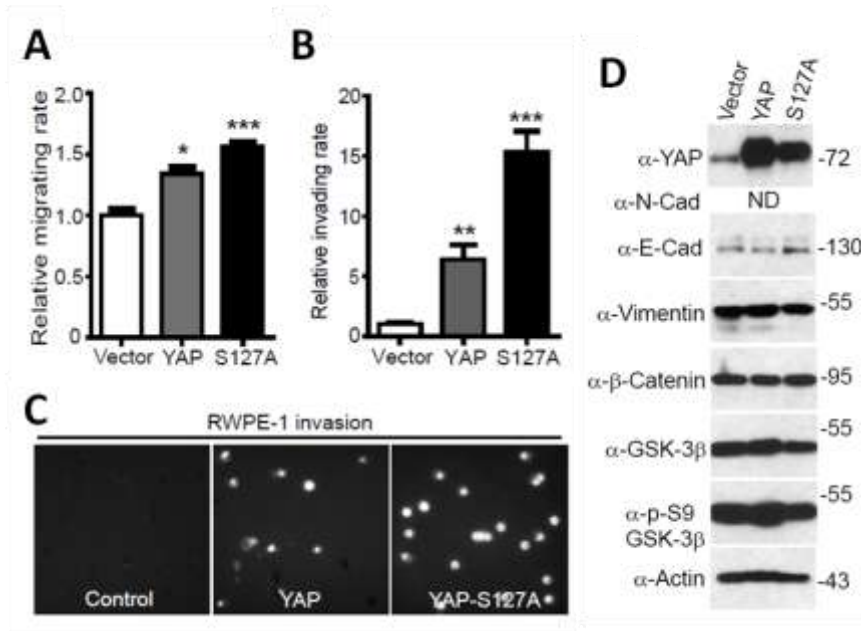 A
Relative migrating rate
2.0
1.5
1.0
0.5
0
*
***
Vector YAP S127A
B
Relative invading rate
20
15
10
5
0
**
***
Vector YAP S127A
C
RWPE-1 invasion
Control YAP YAP-S127A
D
Vector YAP S127A
α-YAP -72
α-N-Cad ND
α-E-Cad -130
α-Vimentin -55
α-β-Catenin -95
α-GSK-3β -55
α-p-S9 GSK-3β -55
α-Actin -43